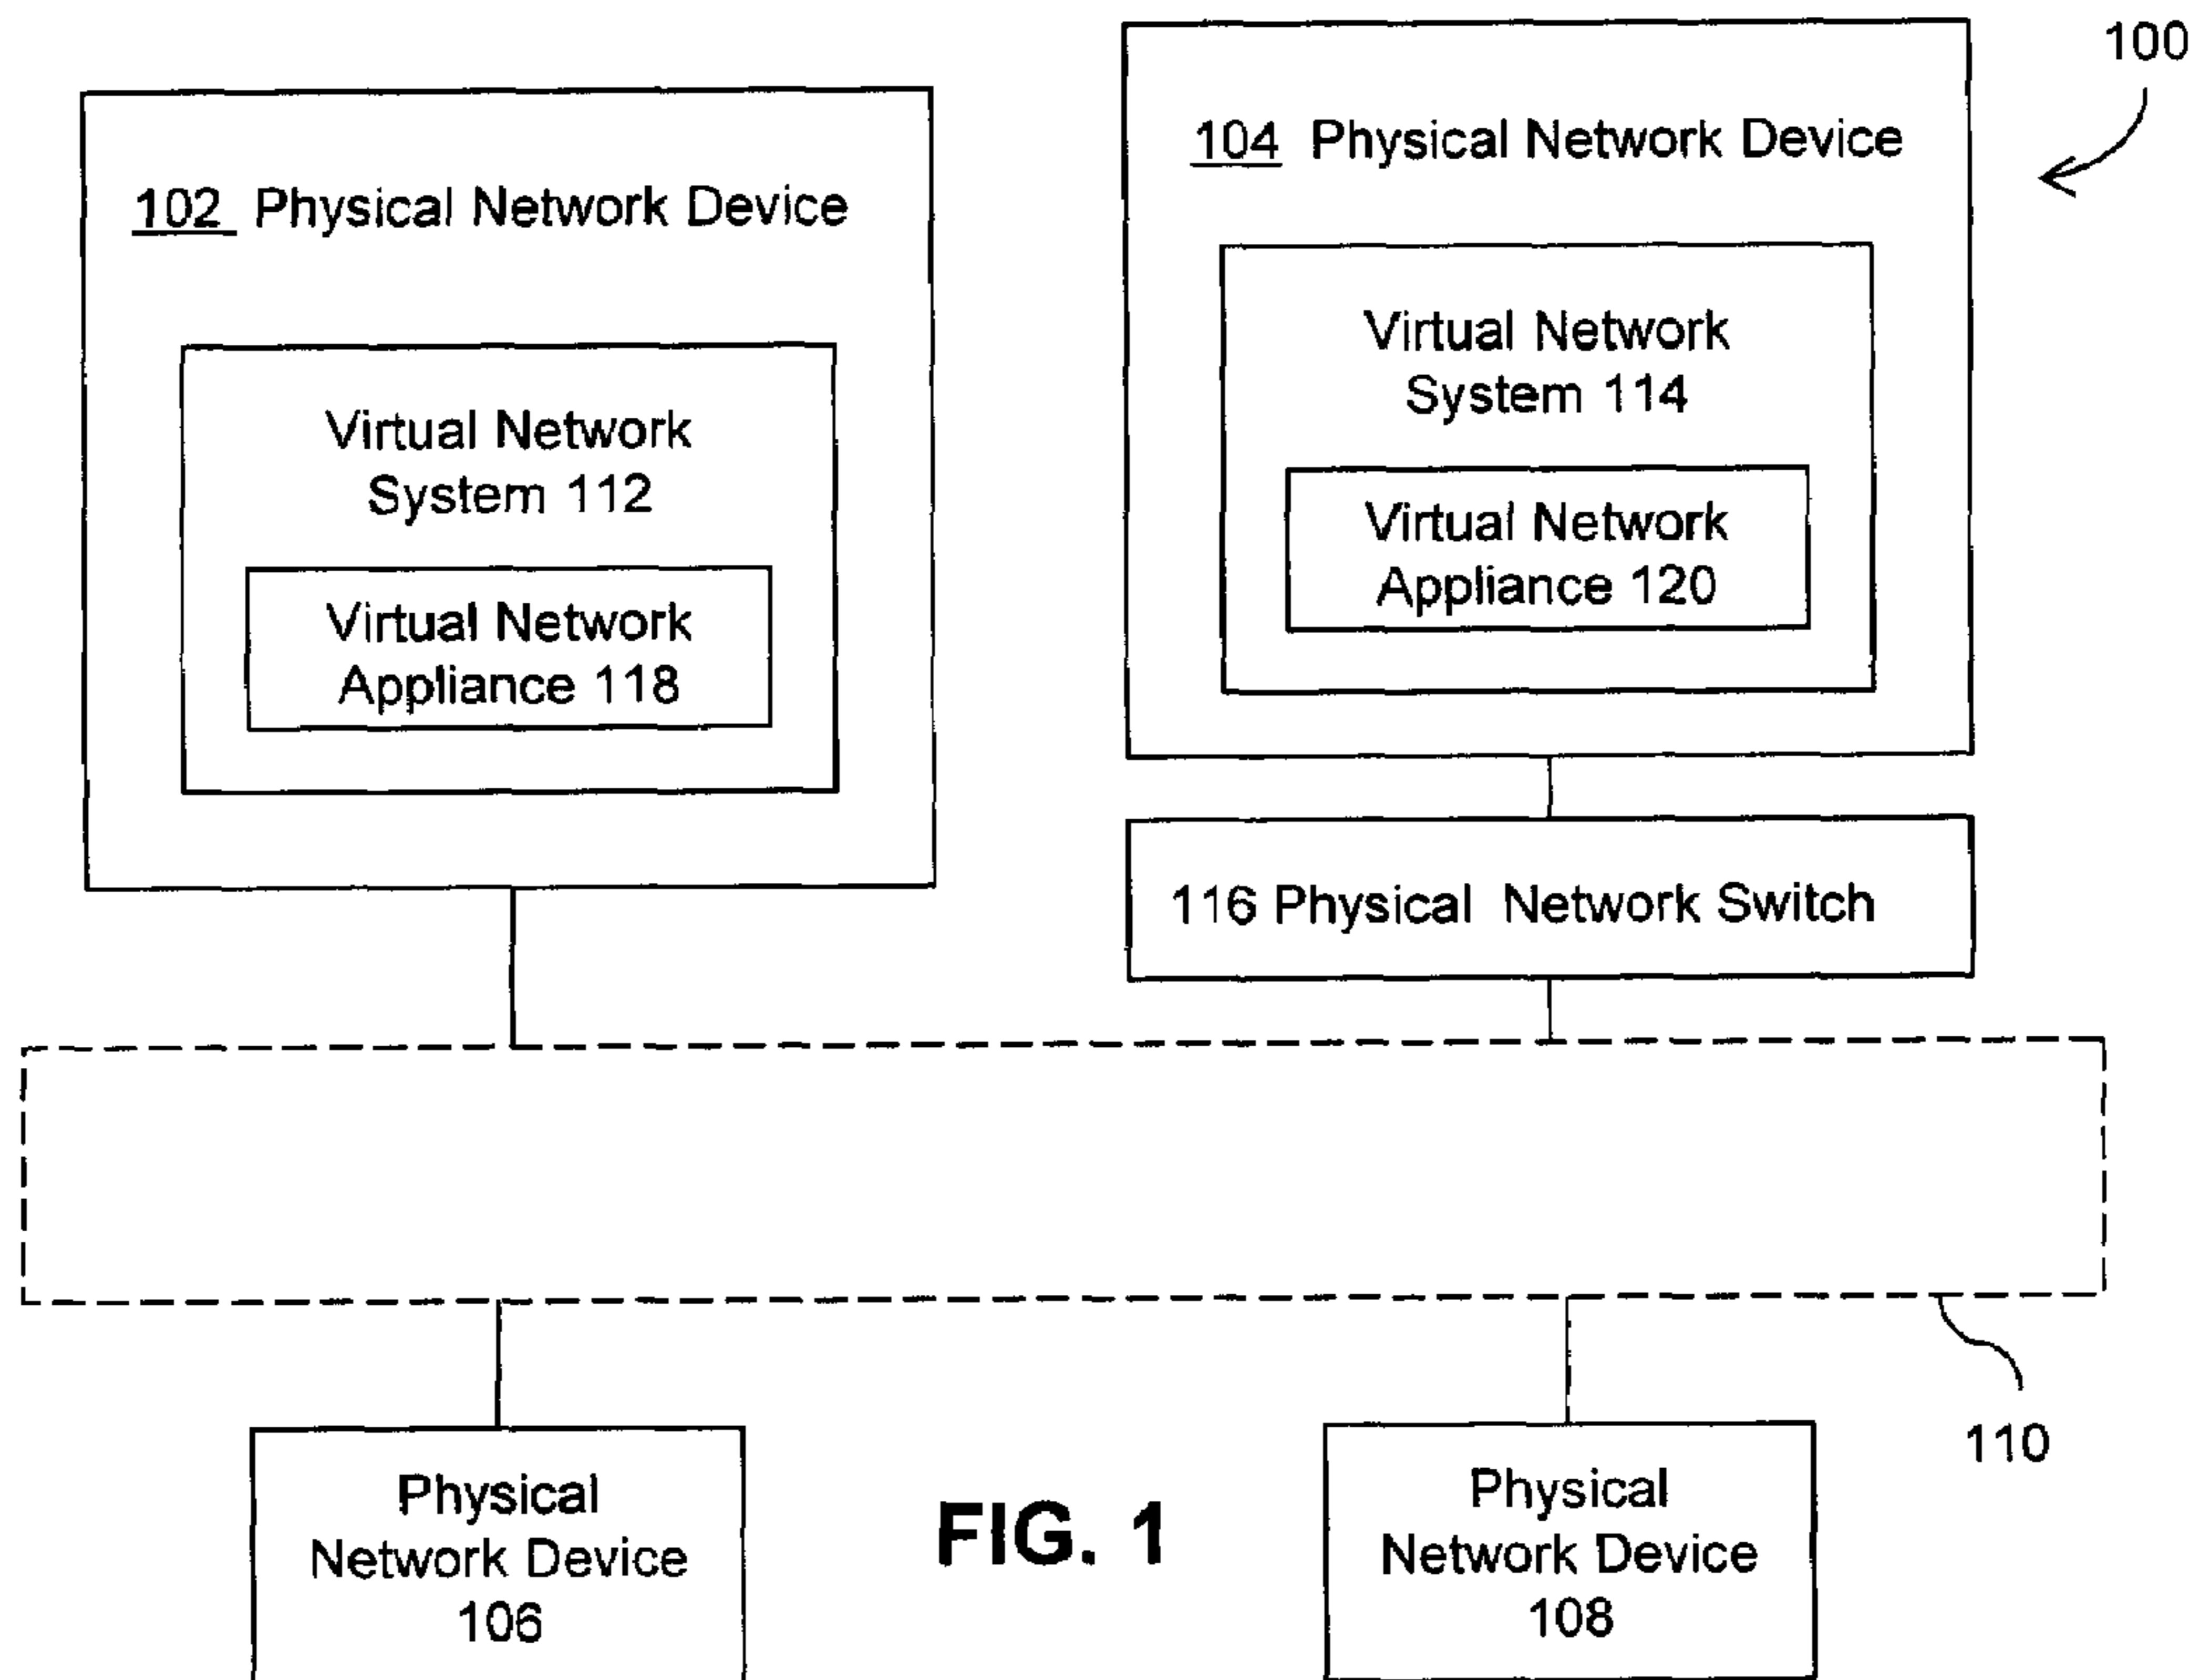 100
104 Physical Network Device
102 Physical Network Device
Virtual Network
System 114
Virtual Network
System 112
Virtual Network
Appliance 120
Virtual Network
Appliance 118
116 Physical Network Switch
110
Physical
Network Device
106
FIG. 1
Physical
Network Device
108